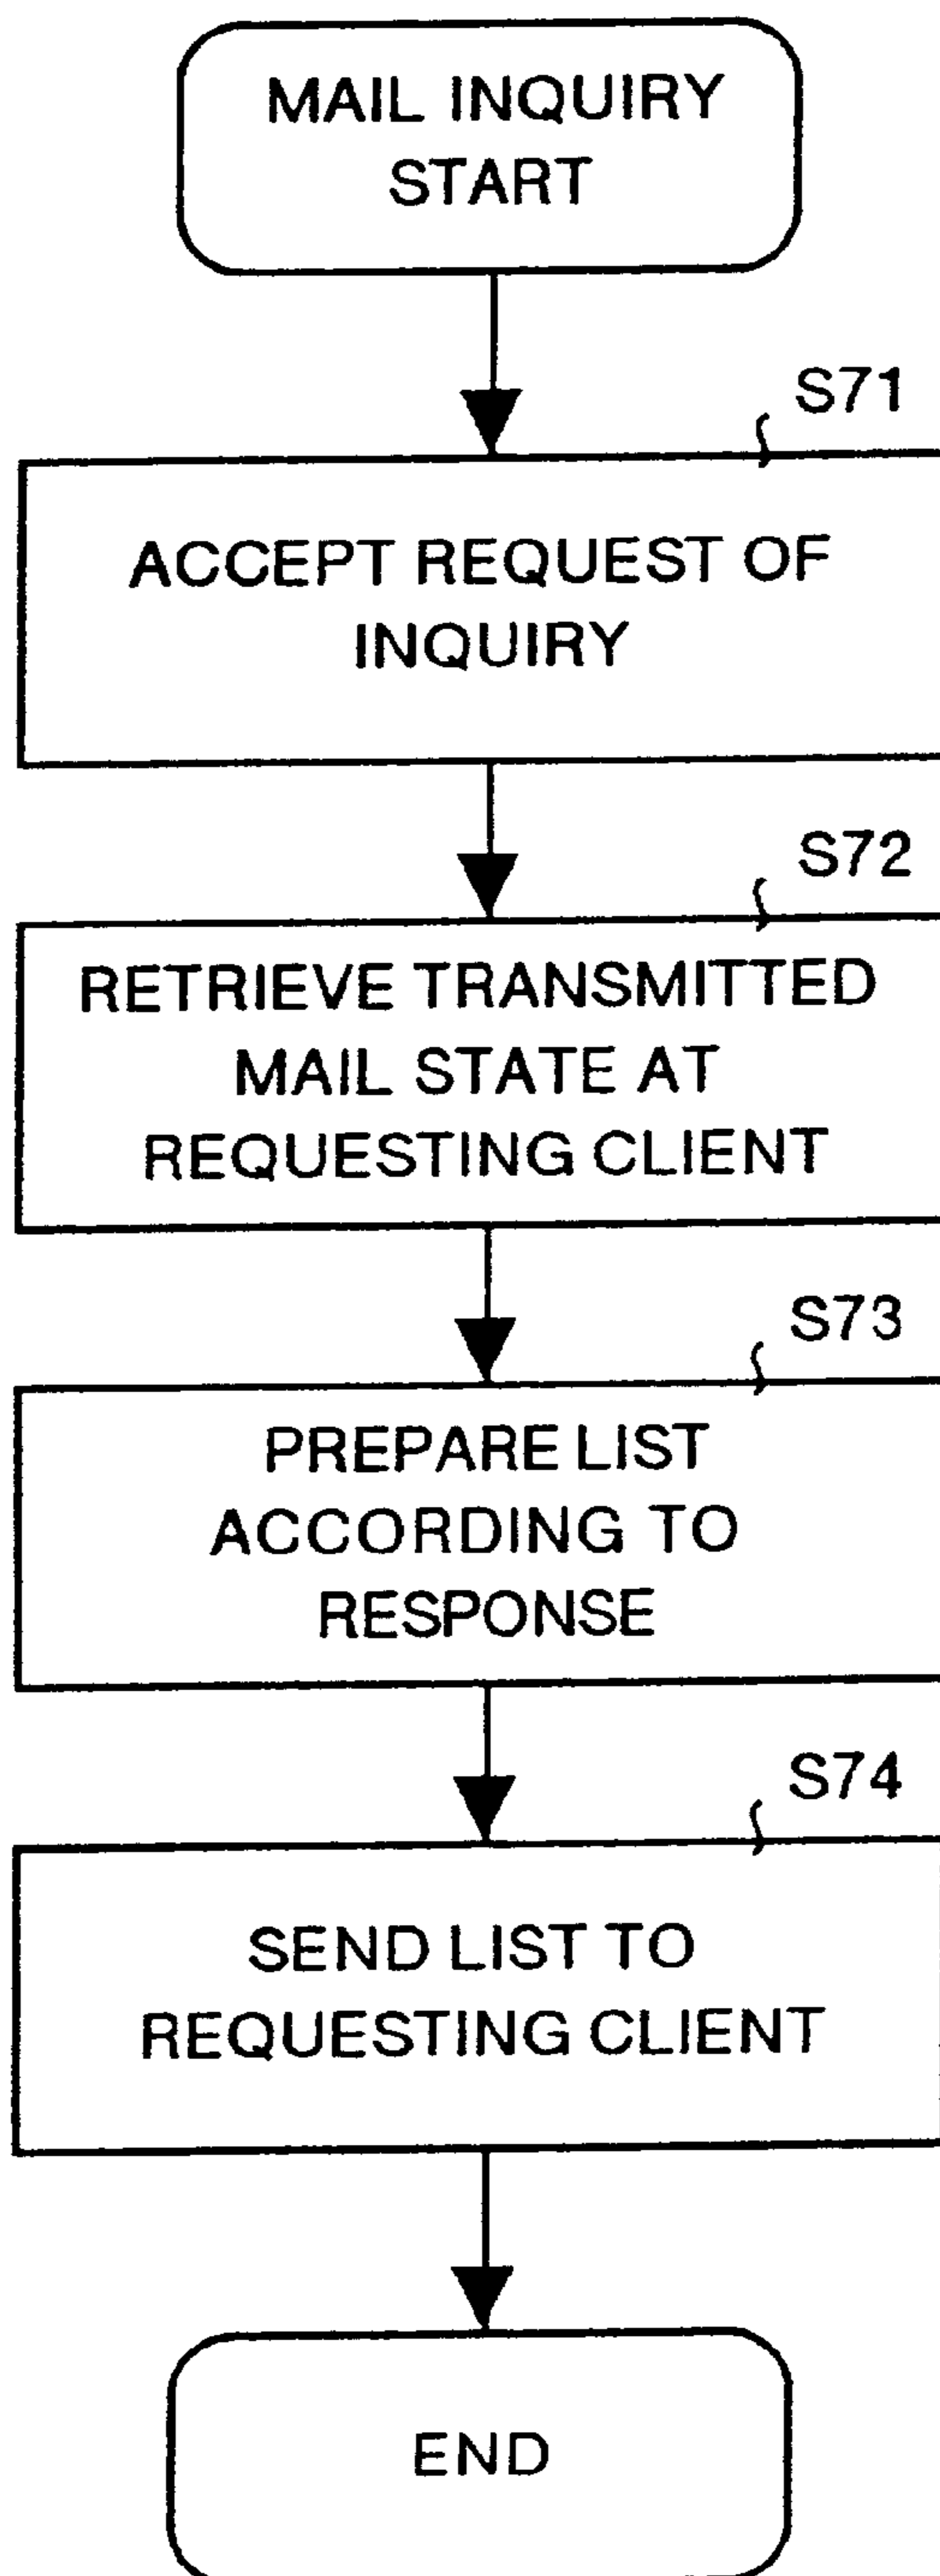 MAIL INQUIRY
START
S71
ACCEPT REQUEST OF
INQUIRY
S72
RETRIEVE TRANSMITTED
MAIL STATE AT
REQUESTING CLIENT
S73
PREPARE LIST
ACCORDING TO
RESPONSE
S74
SEND LIST TO
REQUESTING CLIENT
END